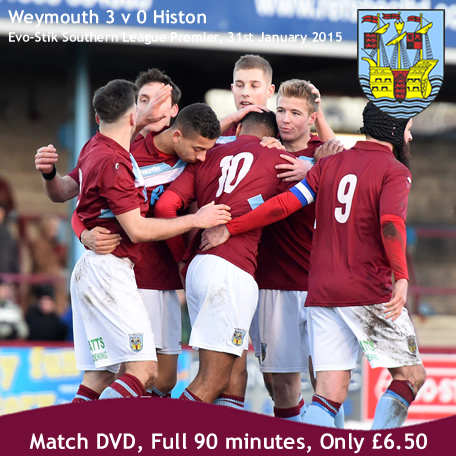 Weymouth 3 v 0 Histon
Evo-Stik Southern League Premier, 31st January 2015
10
9
Match DVD, Full 90 minutes, Only £6.50